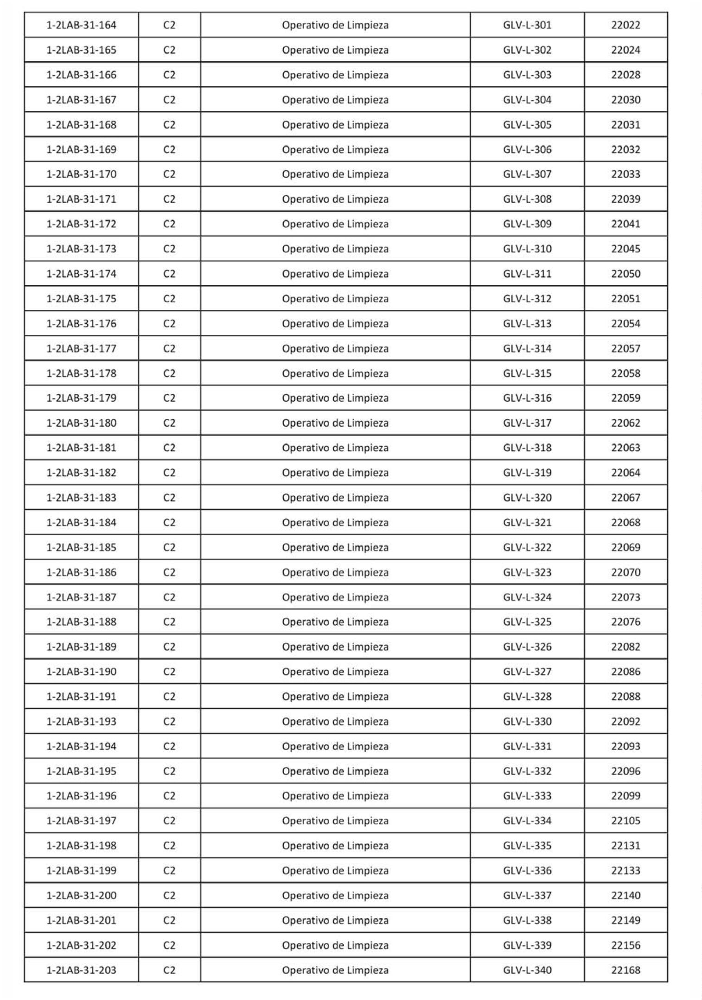 1-2LAB-31-164 C2 Operativo de Limpieza GLV-L-301 22022
1-2LAB-31-165 C2 Operativo de Limpieza GLV-L-302 22024
1-2LAB-31-166 C2 Operativo de Limpieza GLV-L-303 22028
1-2LAB-31-167 C2 Operativo de Limpieza GLV-L-304 22030
1-2LAB-31-168 C2 Operativo de Limpieza GLV-L-305 22031
1-2LAB-31-169 C2 Operativo de Limpieza GLV-L-306 22032
1-2LAB-31-170 C2 Operativo de Limpieza GLV-L-307 22033
1-2LAB-31-171 C2 Operativo de Limpieza GLV-L-308 22039
1-2LAB-31-172 C2 Operativo de Limpieza GLV-L-309 22041
1-2LAB-31-173 C2 Operativo de Limpieza GLV-L-310 22045
1-2LAB-31-174 C2 Operativo de Limpieza GLV-L-311 22050
1-2LAB-31-175 C2 Operativo de Limpieza GLV-L-312 22051
1-2LAB-31-176 C2 Operativo de Limpieza GLV-L-313 22054
1-2LAB-31-177 C2 Operativo de Limpieza GLV-L-314 22057
1-2LAB-31-178 C2 Operativo de Limpieza GLV-L-315 22058
1-2LAB-31-179 C2 Operativo de Limpieza GLV-L-316 22059
1-2LAB-31-180 C2 Operativo de Limpieza GLV-L-317 22062
1-2LAB-31-181 C2 Operativo de Limpieza GLV-L-318 22063
1-2LAB-31-182 C2 Operativo de Limpieza GLV-L-319 22064
1-2LAB-31-183 C2 Operativo de Limpieza GLV-L-320 22067
1-2LAB-31-184 C2 Operativo de Limpieza GLV-L-321 22068
1-2LAB-31-185 C2 Operativo de Limpieza GLV-L-322 22069
1-2LAB-31-186 C2 Operativo de Limpieza GLV-L-323 22070
1-2LAB-31-187 C2 Operativo de Limpieza GLV-L-324 22073
1-2LAB-31-188 C2 Operativo de Limpieza GLV-L-325 22076
1-2LAB-31-189 C2 Operativo de Limpieza GLV-L-326 22082
1-2LAB-31-190 C2 Operativo de Limpieza GLV-L-327 22086
1-2LAB-31-191 C2 Operativo de Limpieza GLV-L-328 22088
1-2LAB-31-193 C2 Operativo de Limpieza GLV-L-330 22092
1-2LAB-31-194 C2 Operativo de Limpieza GLV-L-331 22093
1-2LAB-31-195 C2 Operativo de Limpieza GLV-L-332 22096
1-2LAB-31-196 C2 Operativo de Limpieza GLV-L-333 22099
1-2LAB-31-197 C2 Operativo de Limpieza GLV-L-334 22105
1-2LAB-31-198 C2 Operativo de Limpieza GLV-L-335 22131
1-2LAB-31-199 C2 Operativo de Limpieza GLV-L-336 22133
1-2LAB-31-200 C2 Operativo de Limpieza GLV-L-337 22140
1-2LAB-31-201 C2 Operativo de Limpieza GLV-L-338 22149
1-2LAB-31-202 C2 Operativo de Limpieza GLV-L-339 22156
1-2LAB-31-203 C2 Operativo de Limpieza GLV-L-340 22168